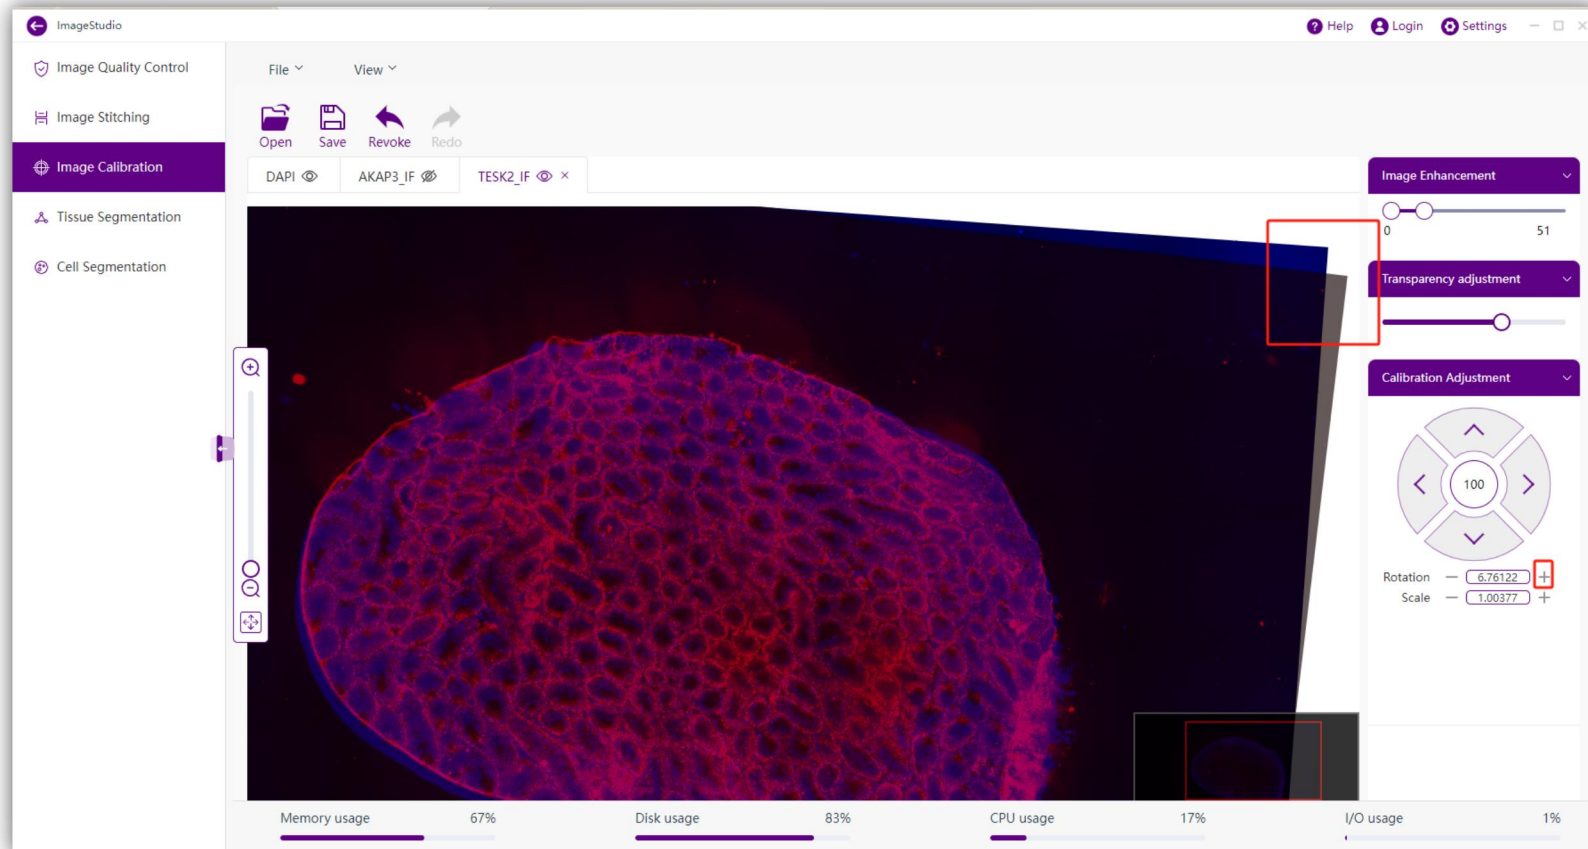 ImageStudio
Help Login Settings
Image Quality Control
Image Stitching
Image Calibration
Tissue Segmentation
Cell Segmentation
File View
Open Save Revoke Redo
DAPI AKAP3_IF TESK2_IF
Image Enhancement
0 51
Transparency adjustment
Calibration Adjustment
100
Rotation 6.76122
Scale 1.00377
Memory usage 67% Disk usage 83% CPU usage 17% I/O usage 1%